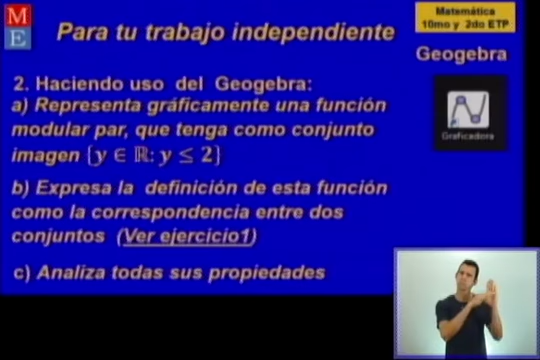 M
E
Para tu trabajo independiente
Matemática
10mo y 2do ETP
Geogebra
2. Haciendo uso del Geogebra:
a) Representa gráficamente una función
modular par, que tenga como conjunto
imagen {y ∈ ℝ: y ≤ 2}
Graficadora
b) Expresa la definición de esta función
como la correspondencia entre dos
conjuntos (Ver ejercicio1)
c) Analiza todas sus propiedades